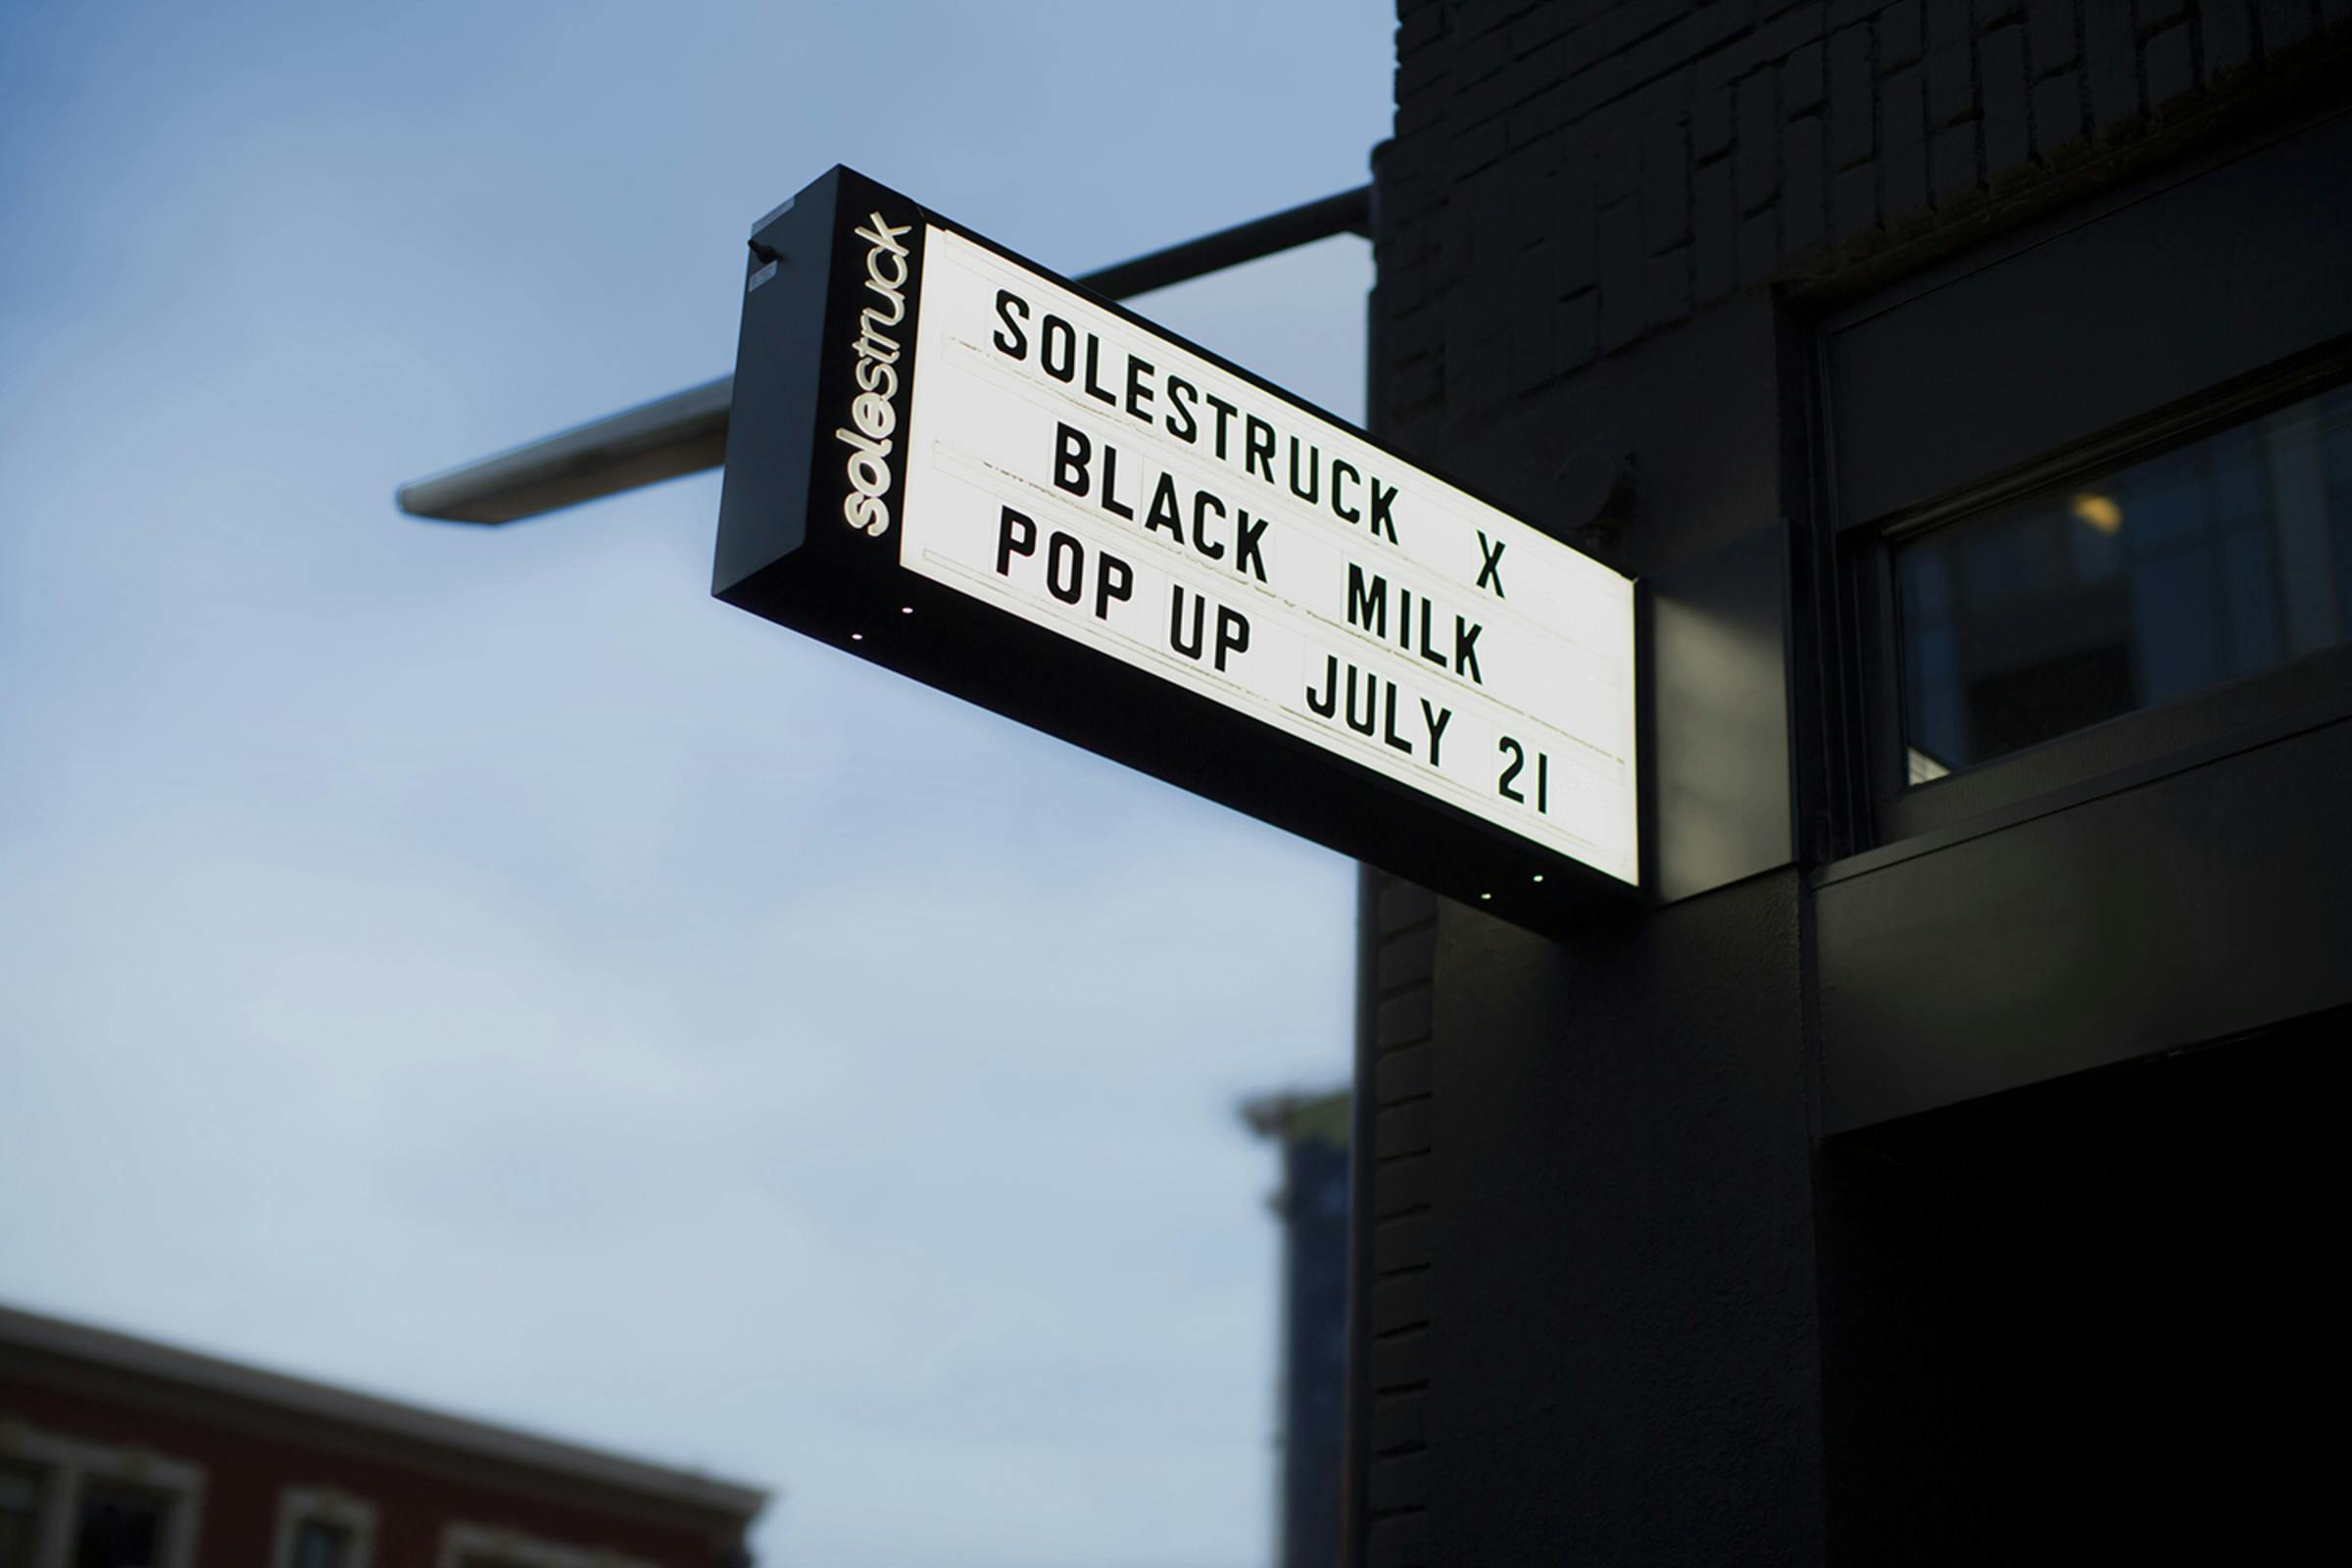 solestruck
SOLESTRUCK X
BLACK MILK
POP UP JULY 21